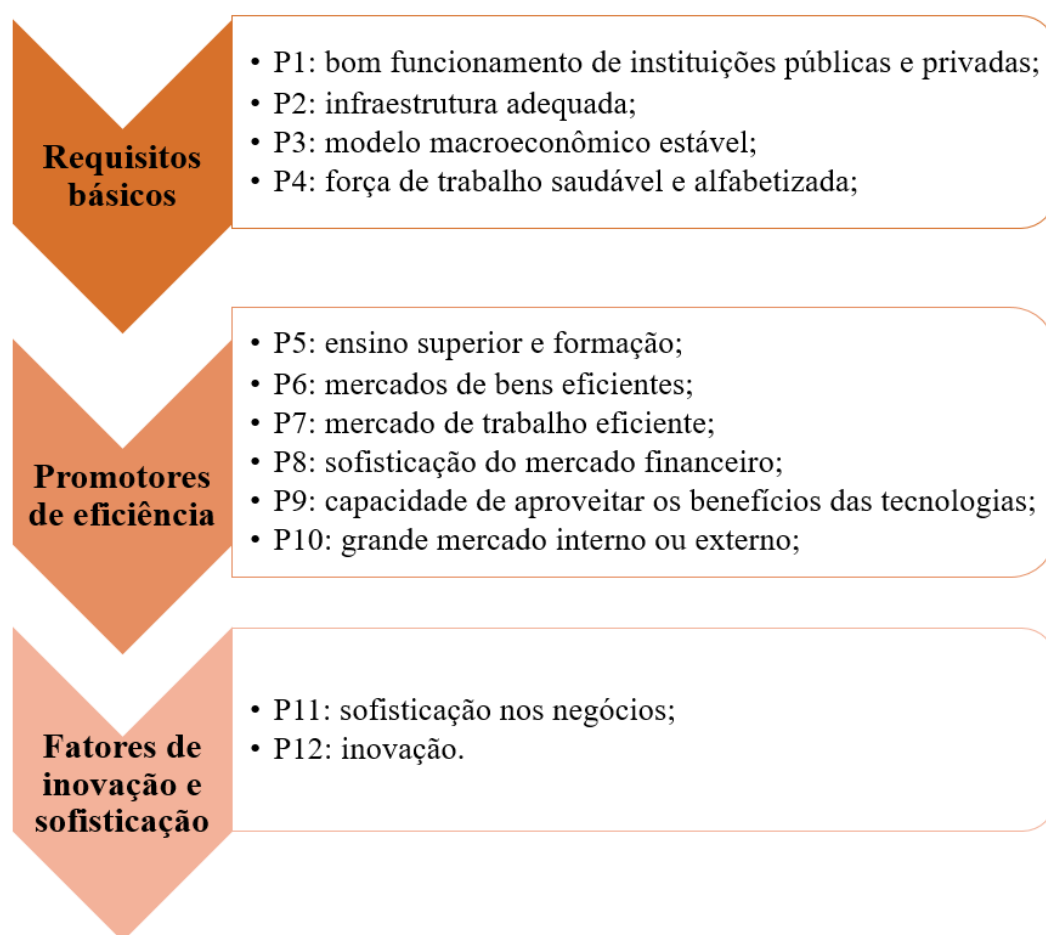 Requisitos
básicos
• P1: bom funcionamento de instituições públicas e privadas;
• P2: infraestrutura adequada;
• P3: modelo macroeconômico estável;
• P4: força de trabalho saudável e alfabetizada;
Promotores
de eficiência
• P5: ensino superior e formação;
• P6: mercados de bens eficientes;
• P7: mercado de trabalho eficiente;
• P8: sofisticação do mercado financeiro;
• P9: capacidade de aproveitar os benefícios das tecnologias;
• P10: grande mercado interno ou externo;
Fatores de
inovação e
sofisticação
• P11: sofisticação nos negócios;
• P12: inovação.